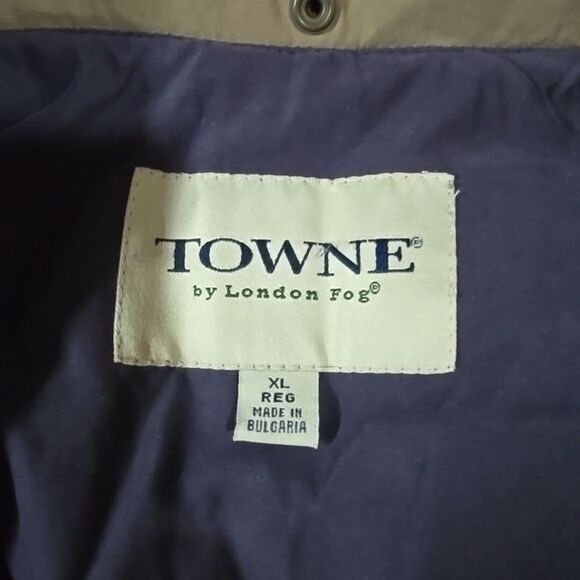 TOWNE®
by London Fog®
XL
REG
MADE IN
BULGARIA